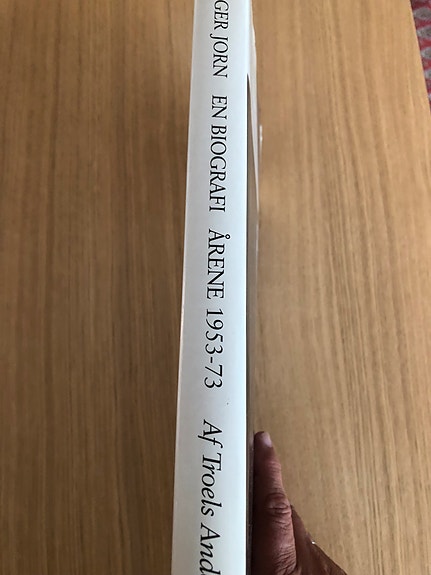 GER JORN EN BIOGRAFI ÅRENE 1953-73 Af Troels And